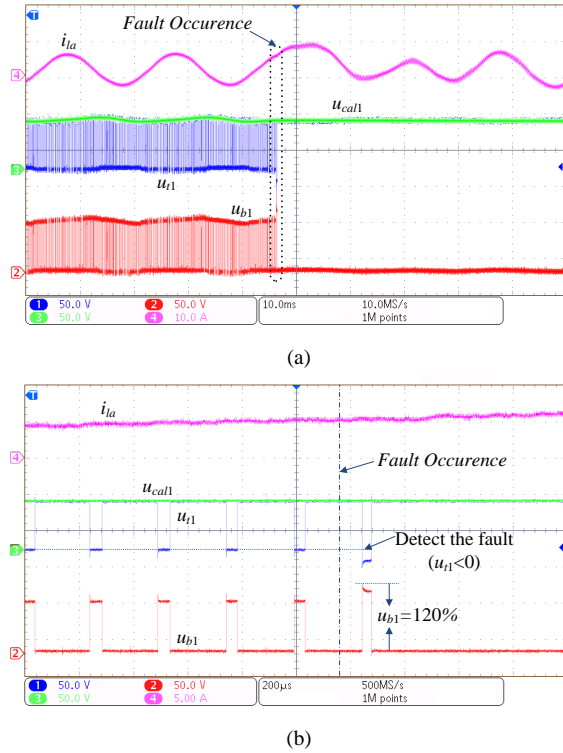 T
Fault Occurence
i_la
4
u_cal1
3
u_t1
u_b1
2
1 50.0 V 2 50.0 V 10.0ms 10.0MS/s
3 50.0 V 4 10.0 A 1M points
(a)
T
i_la
4
Fault Occurence
u_cal1
u_t1
3
Detect the fault
(u_t1<0)
u_b1=120%
u_b1
2
1 50.0 V 2 50.0 V 200µs 500MS/s
3 50.0 V 4 5.00 A 1M points
(b)